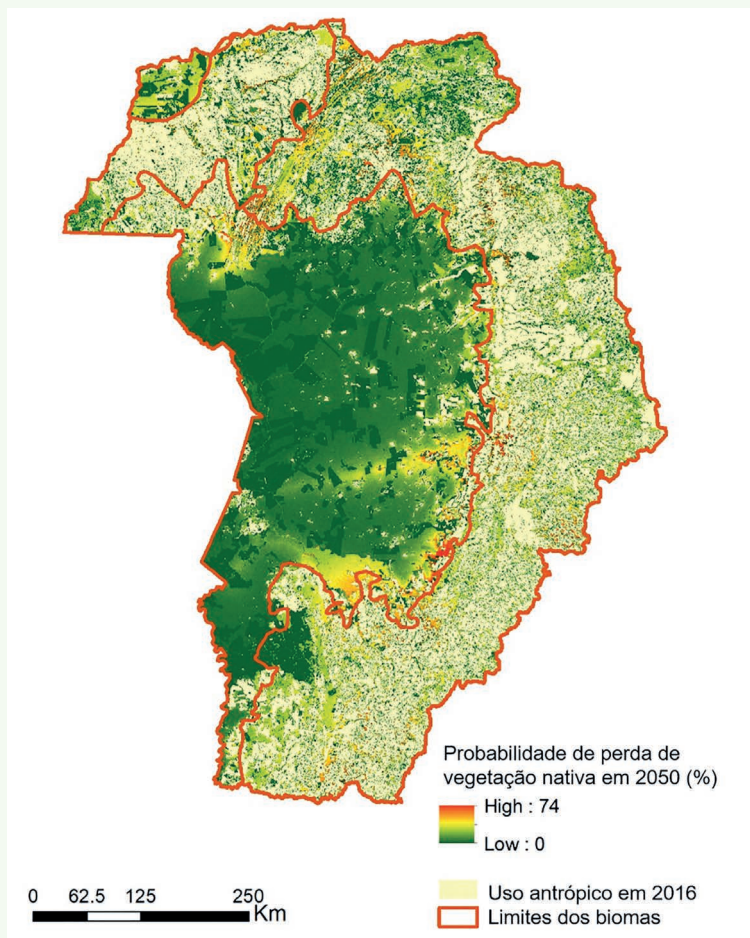 Probabilidade de perda de
vegetação nativa em 2050 (%)
High : 74
Low : 0
0 62.5 125 250
Km
Uso antrópico em 2016
Limites dos biomas